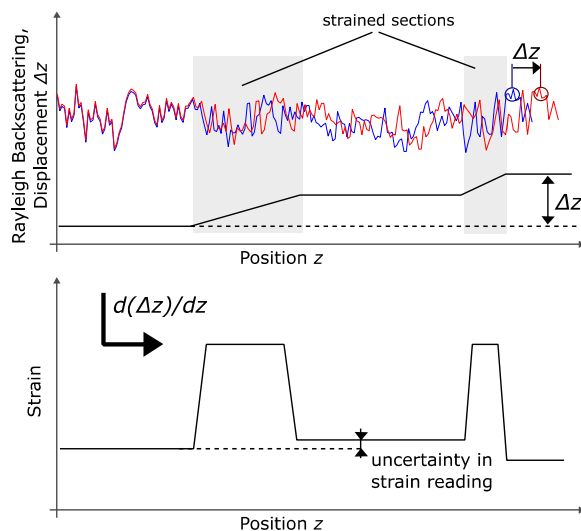 strained sections
Δz
Rayleigh Backscattering,
Displacement Δz
Δz
Position z
d(Δz)/dz
Strain
uncertainty in
strain reading
Position z